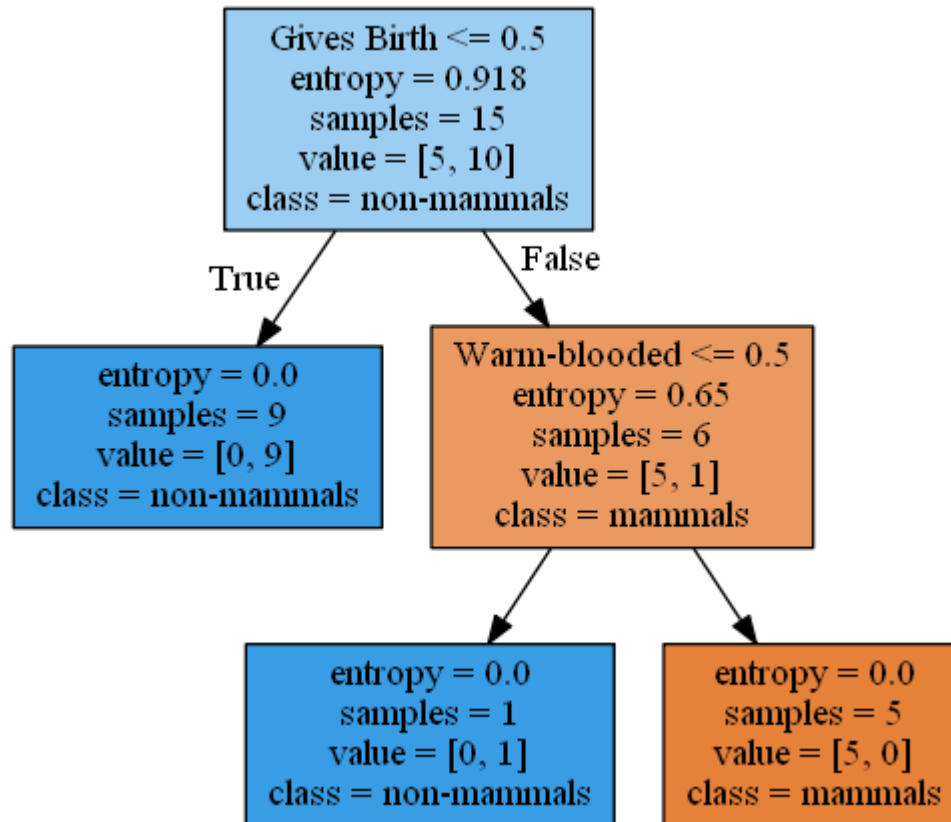 Gives Birth <= 0.5
entropy = 0.918
samples = 15
value = [5, 10]
class = non-mammals
True
False
entropy = 0.0
samples = 9
value = [0, 9]
class = non-mammals
Warm-blooded <= 0.5
entropy = 0.65
samples = 6
value = [5, 1]
class = mammals
entropy = 0.0
samples = 1
value = [0, 1]
class = non-mammals
entropy = 0.0
samples = 5
value = [5, 0]
class = mammals